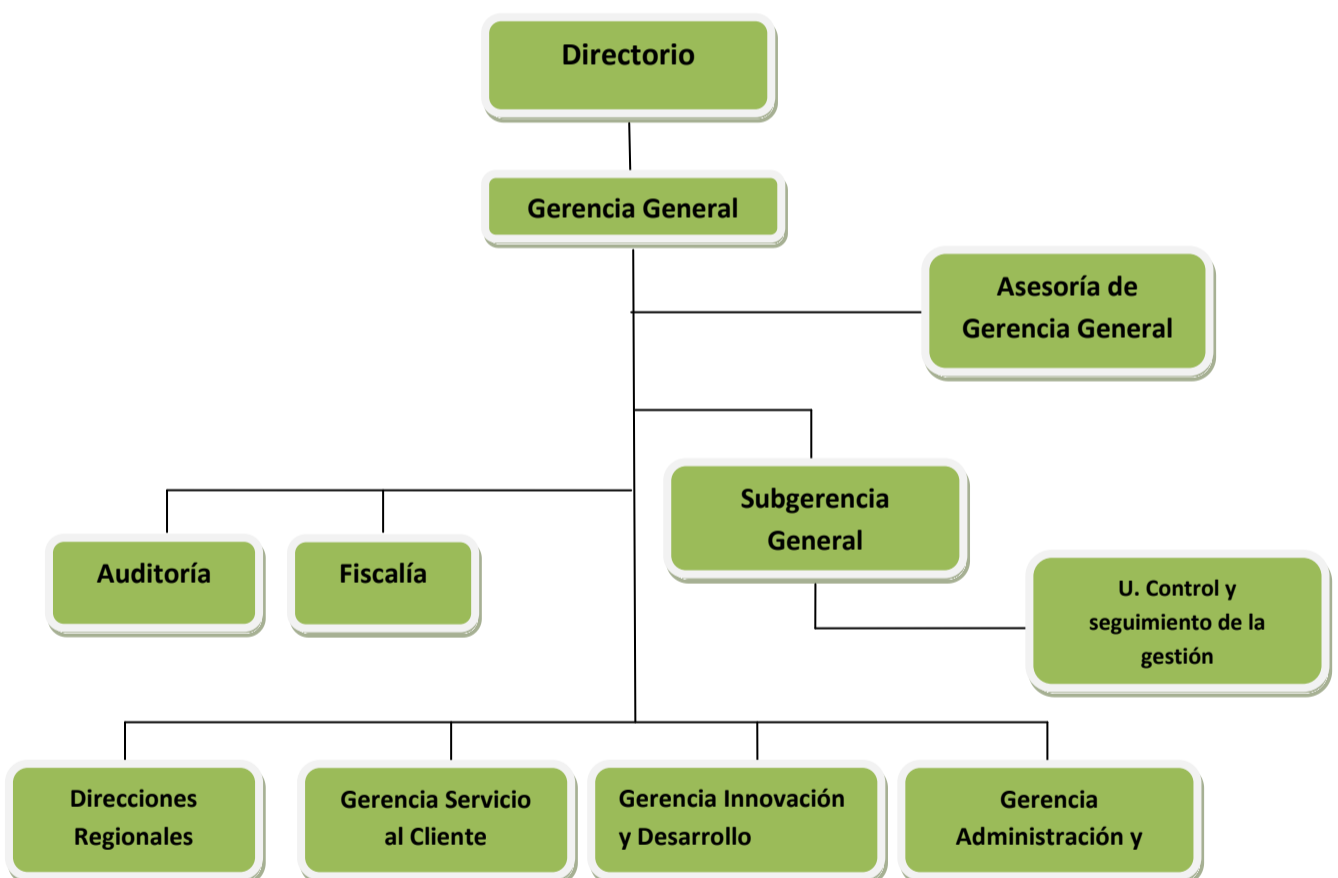 Directorio
Gerencia General
Asesoría de
Gerencia General
Subgerencia
General
Auditoría
Fiscalía
U. Control y
seguimiento de la
gestión
Direcciones
Regionales
Gerencia Servicio
al Cliente
Gerencia Innovación
y Desarrollo
Gerencia
Administración y